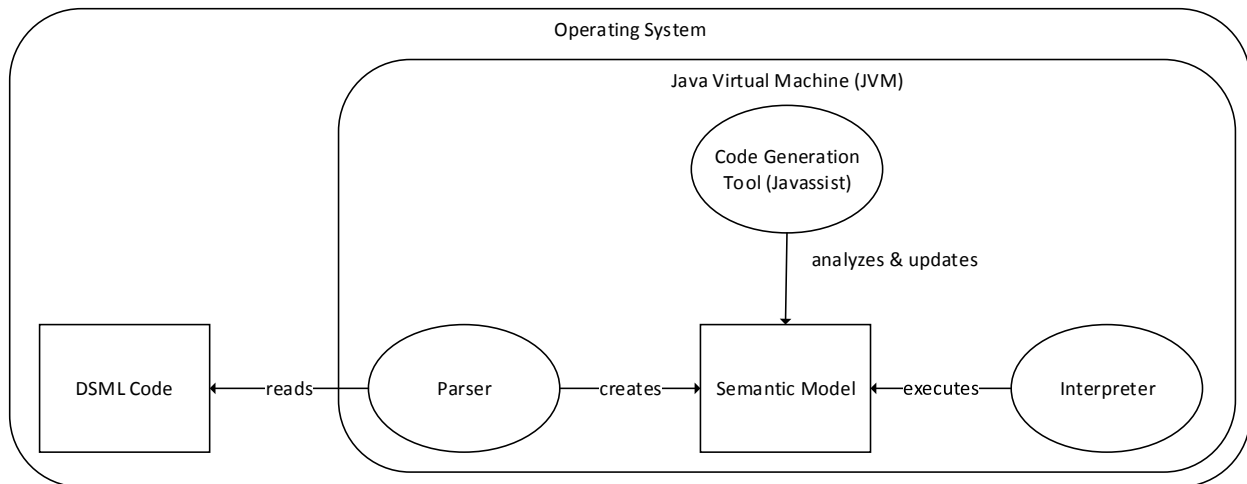 Operating System
Java Virtual Machine (JVM)
Code Generation
Tool (Javassist)
analyzes & updates
DSML Code
reads
Parser
creates
Semantic Model
executes
Interpreter